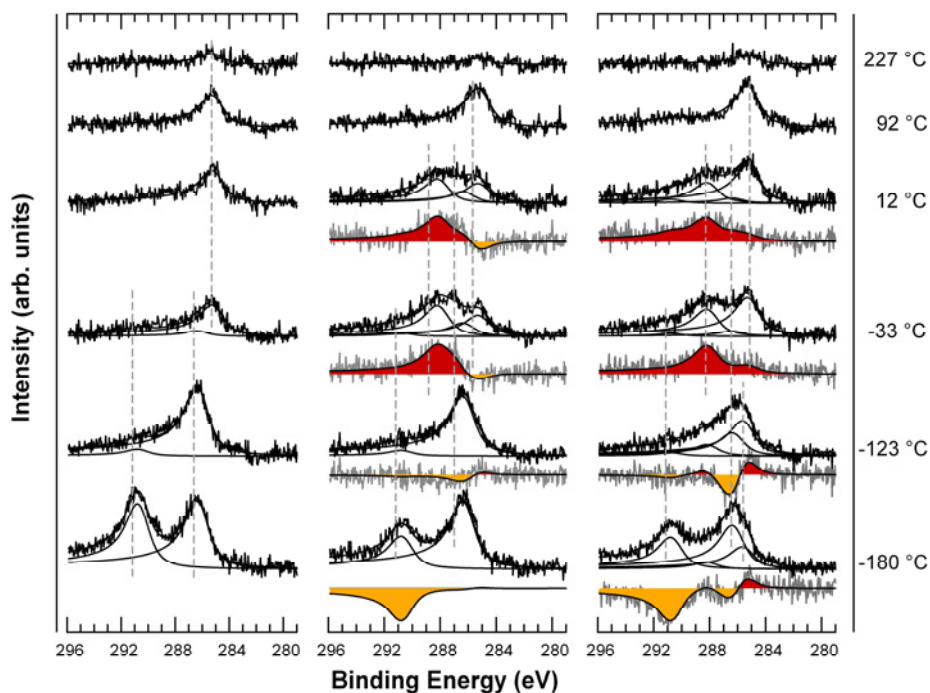 227 °C
92 °C
12 °C
-33 °C
-123 °C
-180 °C
Intensity (arb. units)
296 292 288 284 280 296 292 288 284 280 296 292 288 284 280
Binding Energy (eV)